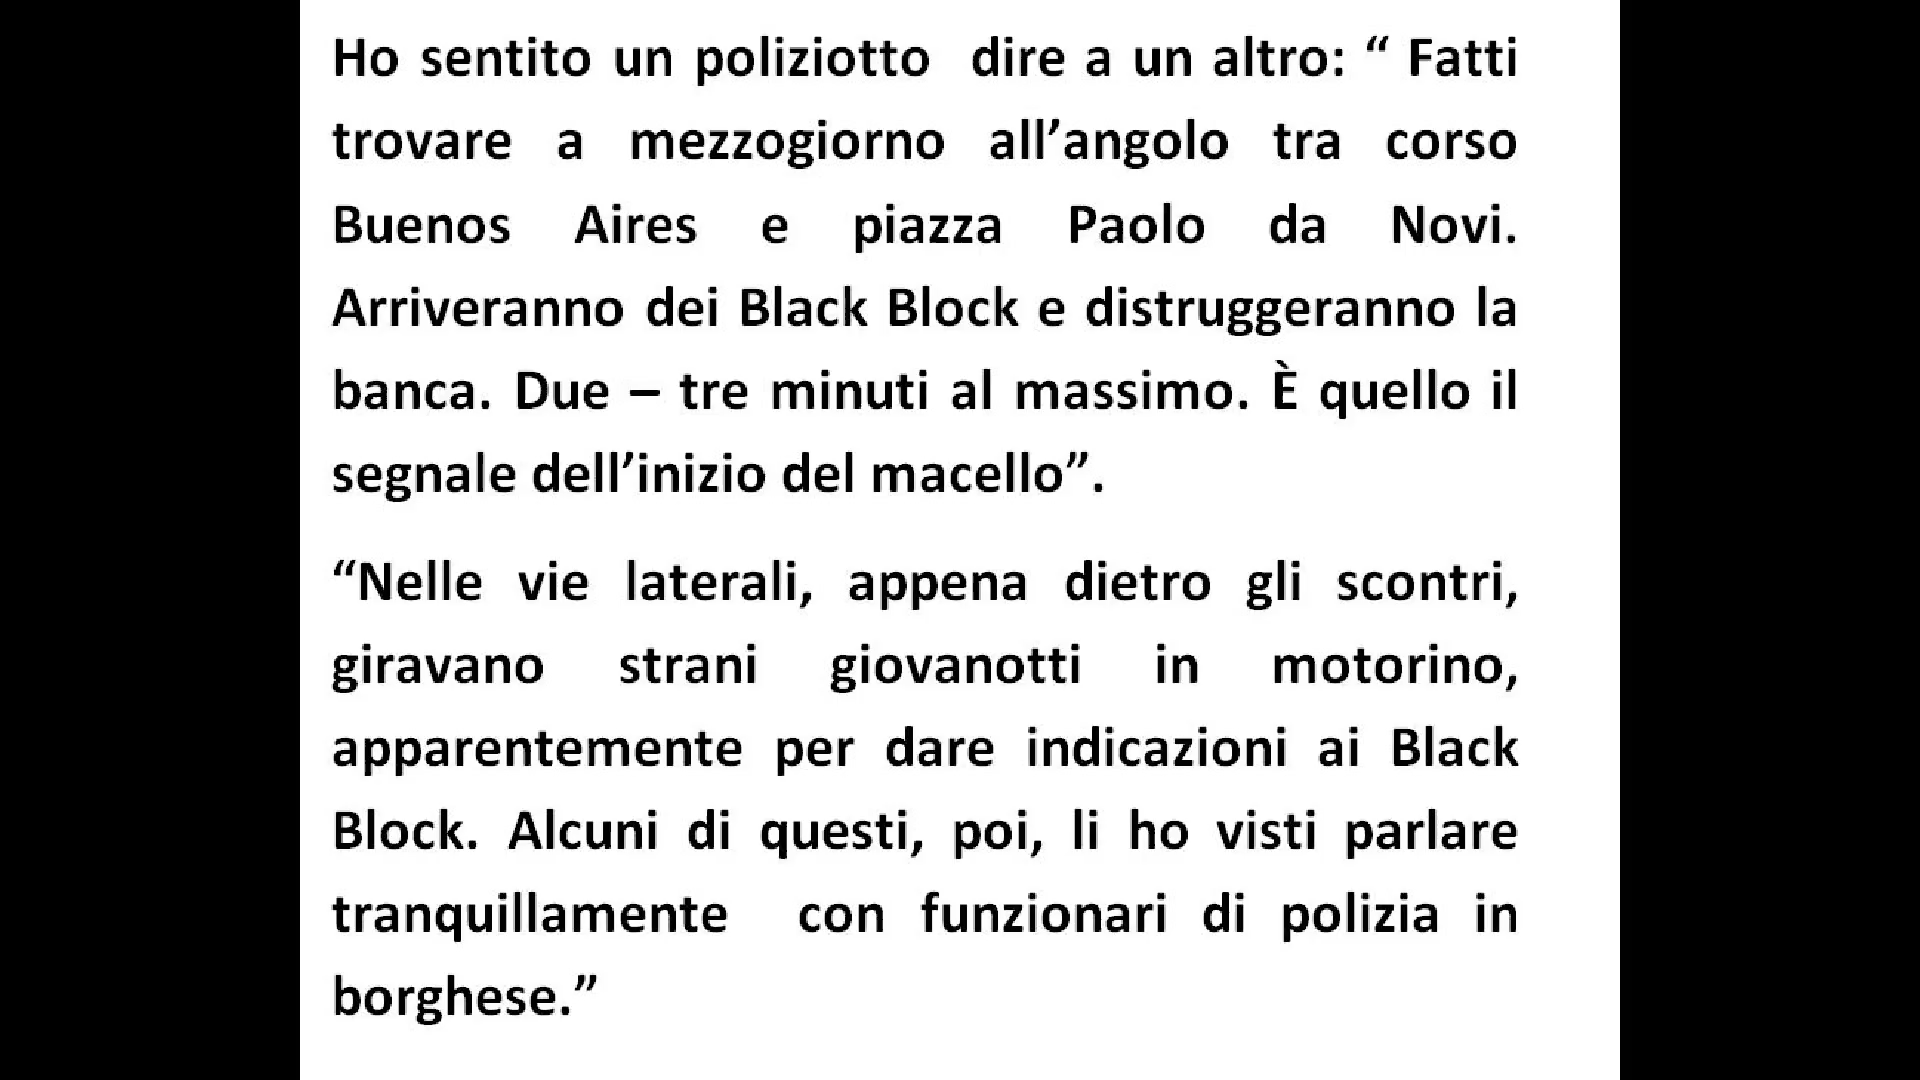 Ho sentito un poliziotto  dire a un altro: “ Fatti
trovare a mezzogiorno all’angolo tra corso
Buenos Aires e piazza Paolo da Novi.
Arriveranno dei Black Block e distruggeranno la
banca. Due – tre minuti al massimo. È quello il
segnale dell’inizio del macello”.
“Nelle vie laterali, appena dietro gli scontri,
giravano strani giovanotti in motorino,
apparentemente per dare indicazioni ai Black
Block. Alcuni di questi, poi, li ho visti parlare
tranquillamente  con funzionari di polizia in
borghese.”